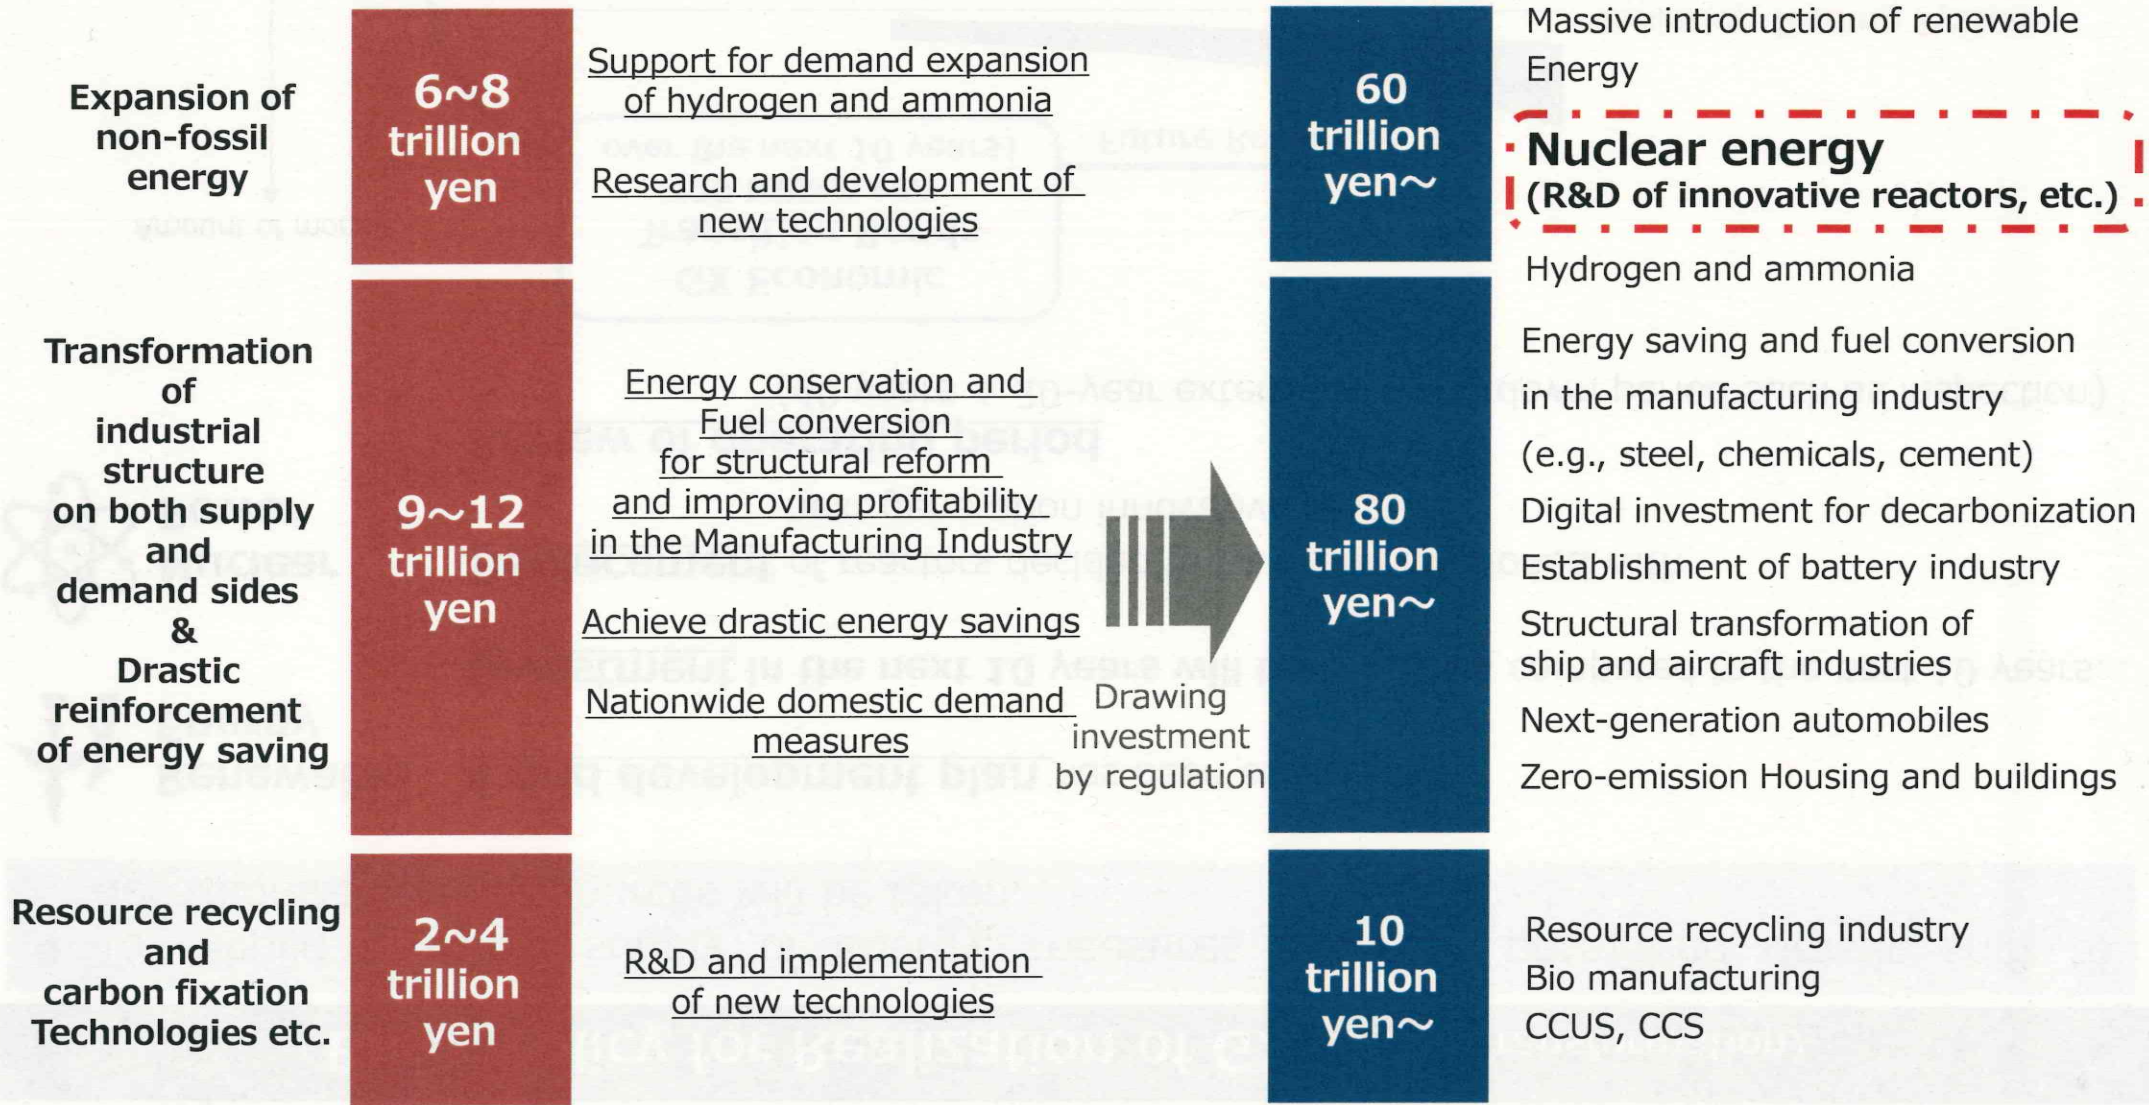 Expansion of
non-fossil
energy
6~8
trillion
yen
Support for demand expansion
of hydrogen and ammonia
Research and development of
new technologies
60
trillion
yen~
Massive introduction of renewable
Energy
Nuclear energy
(R&D of innovative reactors, etc.)
Hydrogen and ammonia
Transformation
of
industrial
structure
on both supply
and
demand sides
&
Drastic
reinforcement
of energy saving
9~12
trillion
yen
Energy conservation and
Fuel conversion
for structural reform
and improving profitability
in the Manufacturing Industry
Achieve drastic energy savings
Nationwide domestic demand
measures
Drawing
investment
by regulation
80
trillion
yen~
Energy saving and fuel conversion
in the manufacturing industry
(e.g., steel, chemicals, cement)
Digital investment for decarbonization
Establishment of battery industry
Structural transformation of
ship and aircraft industries
Next-generation automobiles
Zero-emission Housing and buildings
Resource recycling
and
carbon fixation
Technologies etc.
2~4
trillion
yen
R&D and implementation
of new technologies
10
trillion
yen~
Resource recycling industry
Bio manufacturing
CCUS, CCS